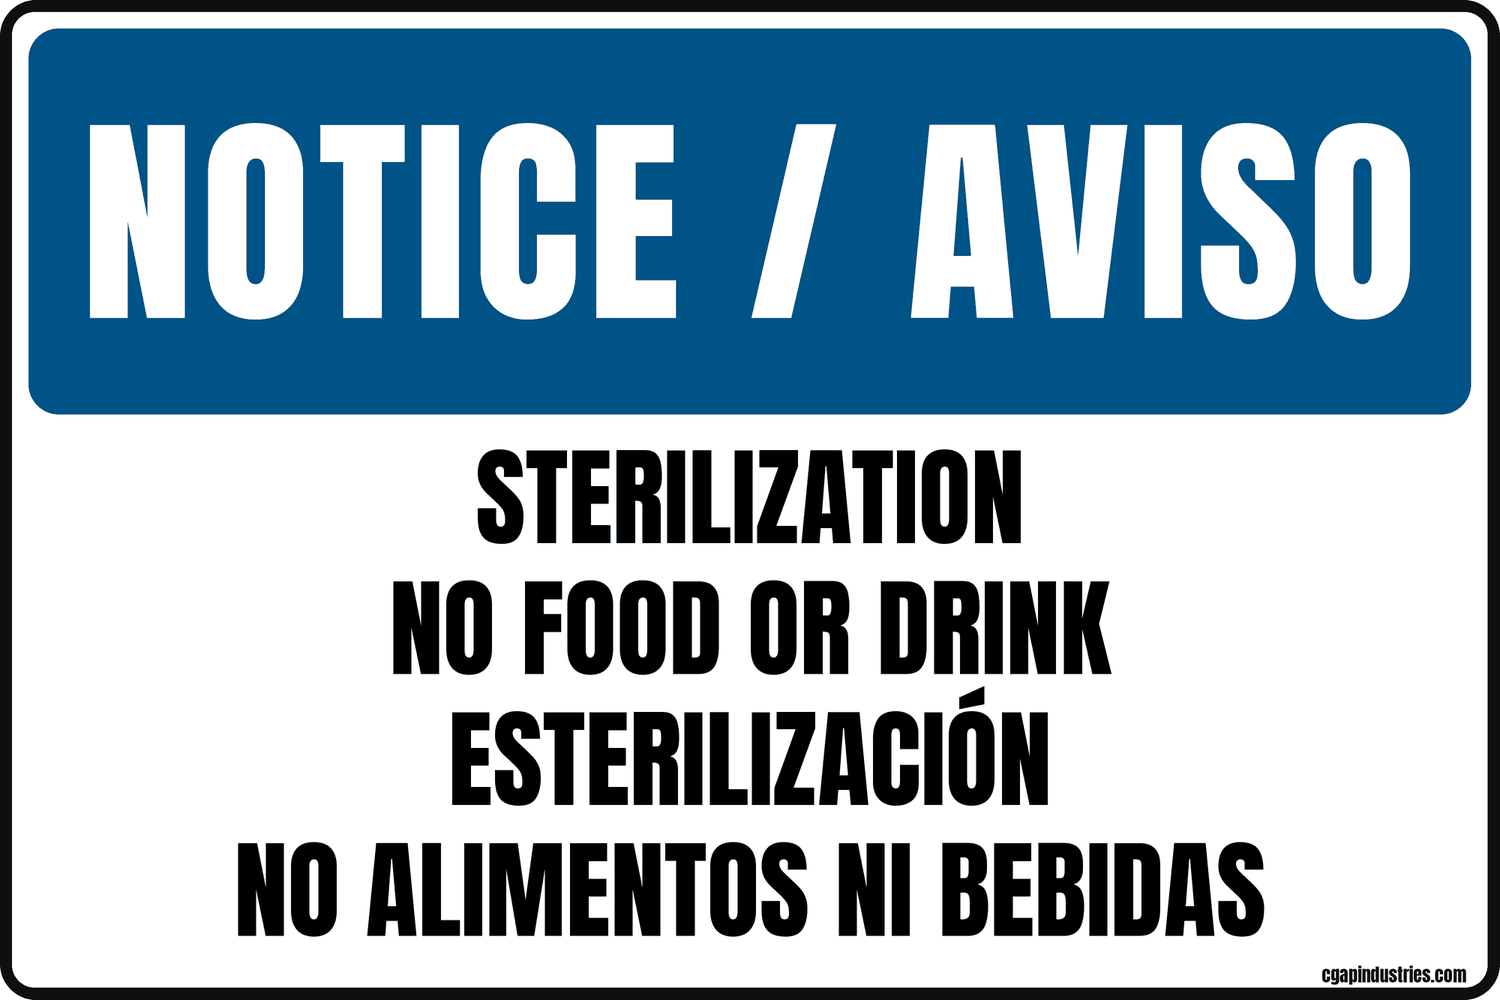 NOTICE / AVISO
STERILIZATION
NO FOOD OR DRINK
ESTERILIZACIÓN
NO ALIMENTOS NI BEBIDAS
cgapindustries.com